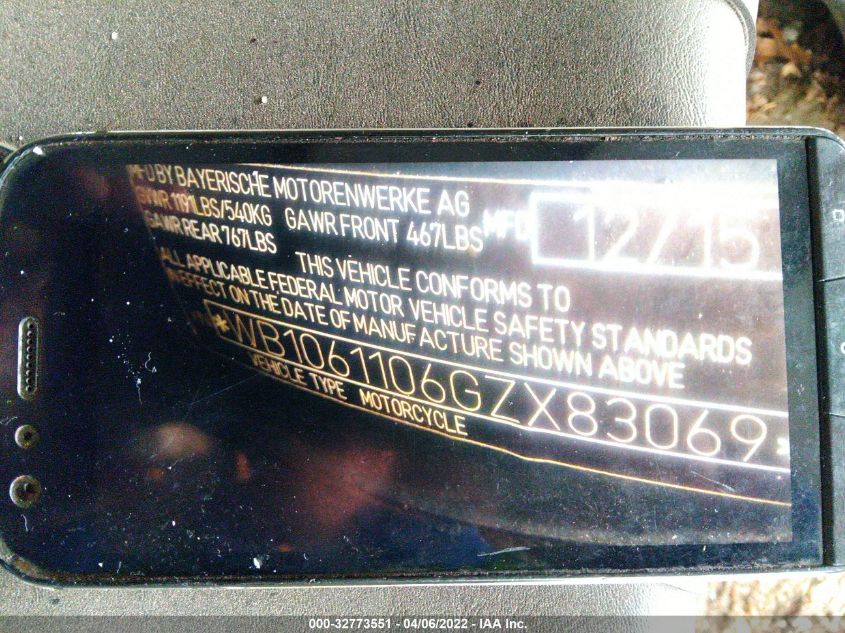 MFD BY BAYERISCHE MOTORENWERKE AG
GVWR 1191LBS/540KG GAWR FRONT 467LBS MFD 12/15
GAWR REAR 767LBS
THIS VEHICLE CONFORMS TO
ALL APPLICABLE FEDERAL MOTOR VEHICLE SAFETY STANDARDS
IN EFFECT ON THE DATE OF MANUFACTURE SHOWN ABOVE
*WB1061106GZX83069*
VEHICLE TYPE MOTORCYCLE
000-32773551 - 04/06/2022 - IAA Inc.